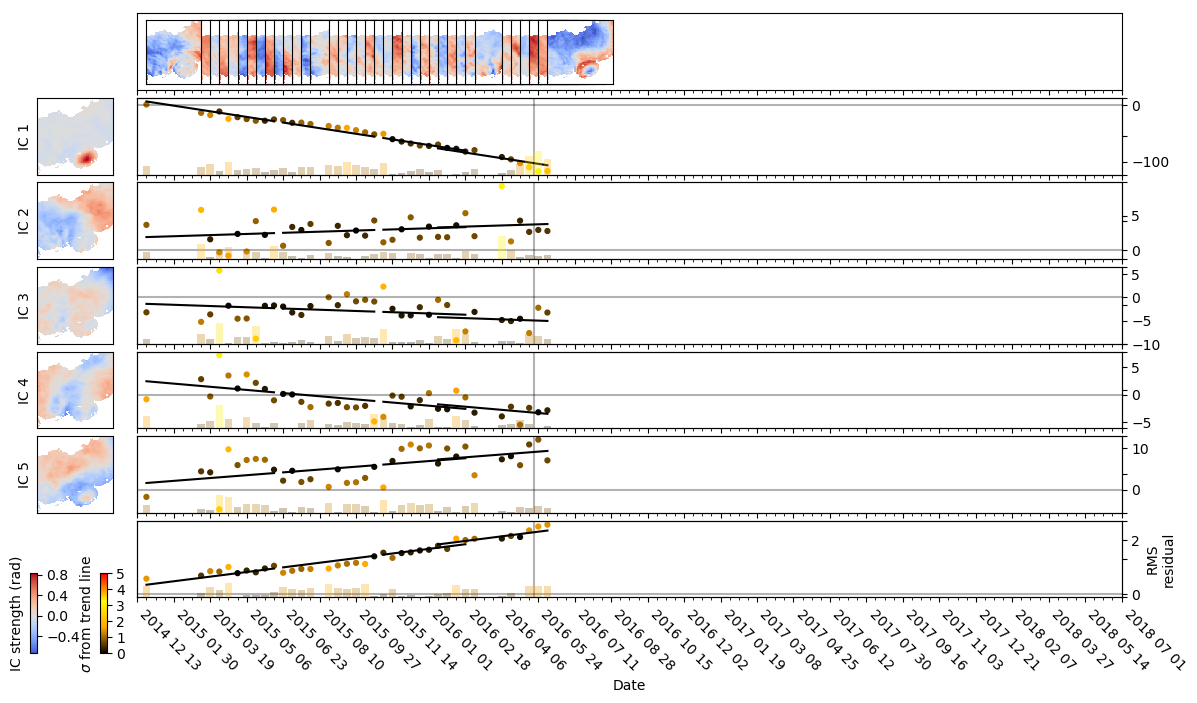 IC 1
0
−100
IC 2
5
0
IC 3
5
0
−5
−10
IC 4
5
0
−5
IC 5
10
0
2
0
RMS
residual
IC strength (rad)
0.8
0.4
0.0
−0.4
σ from trend line
5
4
3
2
1
0
2014 12 13
2015 01 30
2015 03 19
2015 05 06
2015 06 23
2015 08 10
2015 09 27
2015 11 14
2016 01 01
2016 02 18
2016 04 06
2016 05 24
2016 07 11
2016 08 28
2016 10 15
2016 12 02
2017 01 19
2017 03 08
2017 04 25
2017 06 12
2017 07 30
2017 09 16
2017 11 03
2017 12 21
2018 02 07
2018 03 27
2018 05 14
2018 07 01
Date